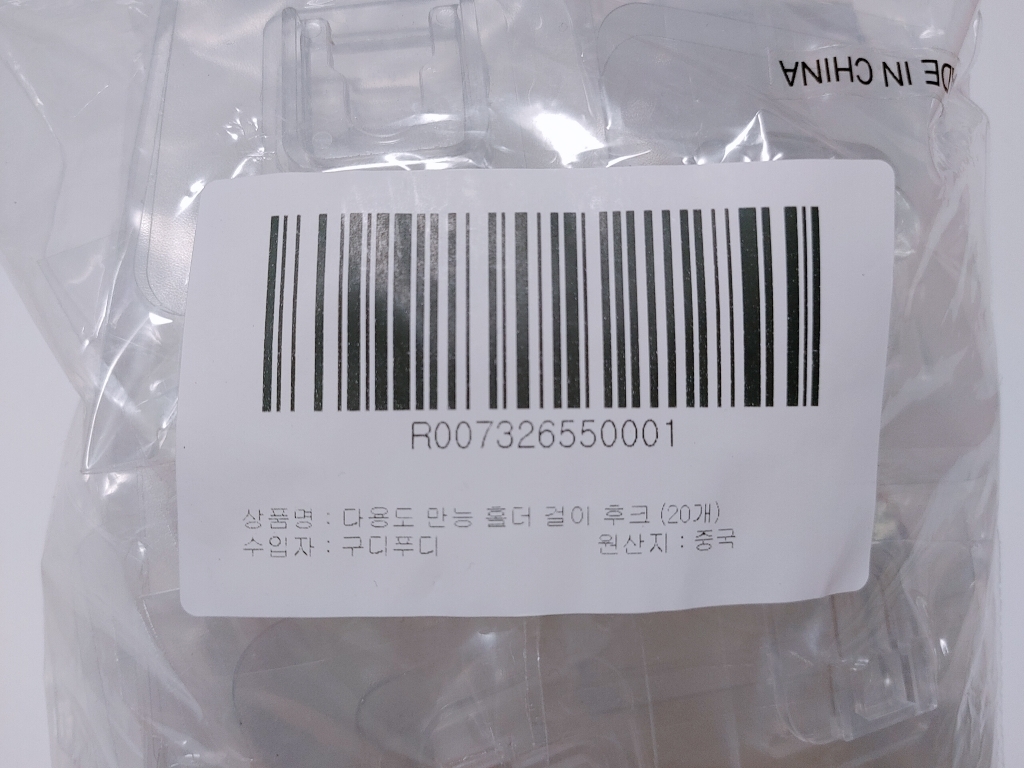 DE IN CHINA
R007326550001
상품명 : 다용도 만능 홀더 걸이 후크 (20개)
수입자 : 구디푸디 원산지 : 중국